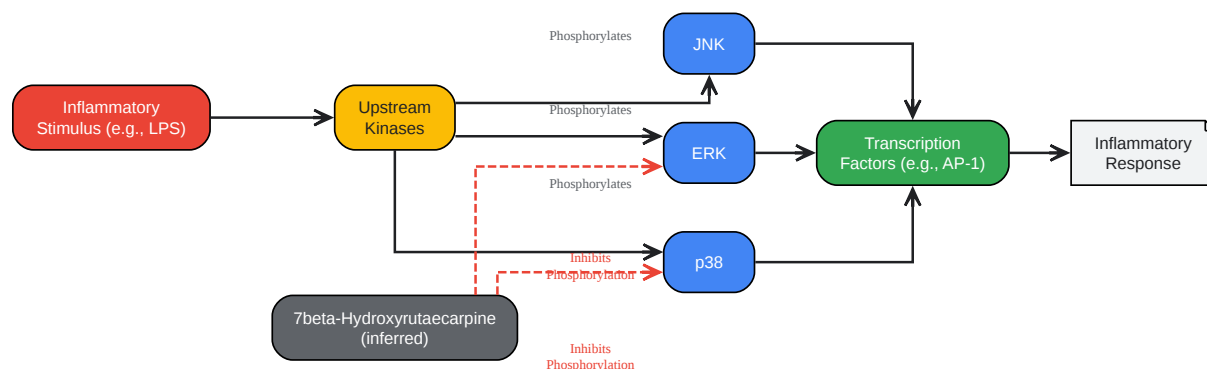 Phosphorylates
JNK
Inflammatory
Stimulus (e.g., LPS)
Upstream
Kinases
Phosphorylates
ERK
Transcription
Factors (e.g., AP-1)
Inflammatory
Response
Phosphorylates
Inhibits
Phosphorylation
p38
7beta-Hydroxyrutaecarpine
(inferred)
Inhibits
Phosphorylation